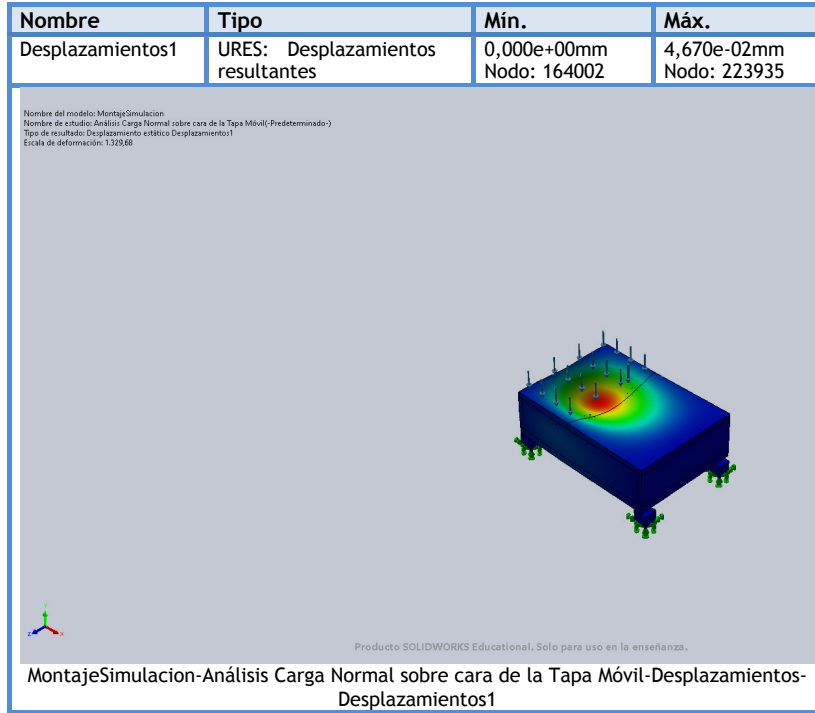 Nombre Tipo Mín. Máx.
Desplazamientos1 URES: Desplazamientos 0,000e+00mm 4,670e-02mm
resultantes Nodo: 164002 Nodo: 223935
Nombre del modelo: MontajeSimulacion
Nombre de estudio: Análisis Carga Normal sobre cara de la Tapa Móvil(-Predeterminado-)
Tipo de resultado: Desplazamiento estático Desplazamientos1
Escala de deformación: 1.329,68
Y
Z X
Producto SOLIDWORKS Educational. Solo para uso en la enseñanza.
MontajeSimulacion-Análisis Carga Normal sobre cara de la Tapa Móvil-Desplazamientos-
Desplazamientos1